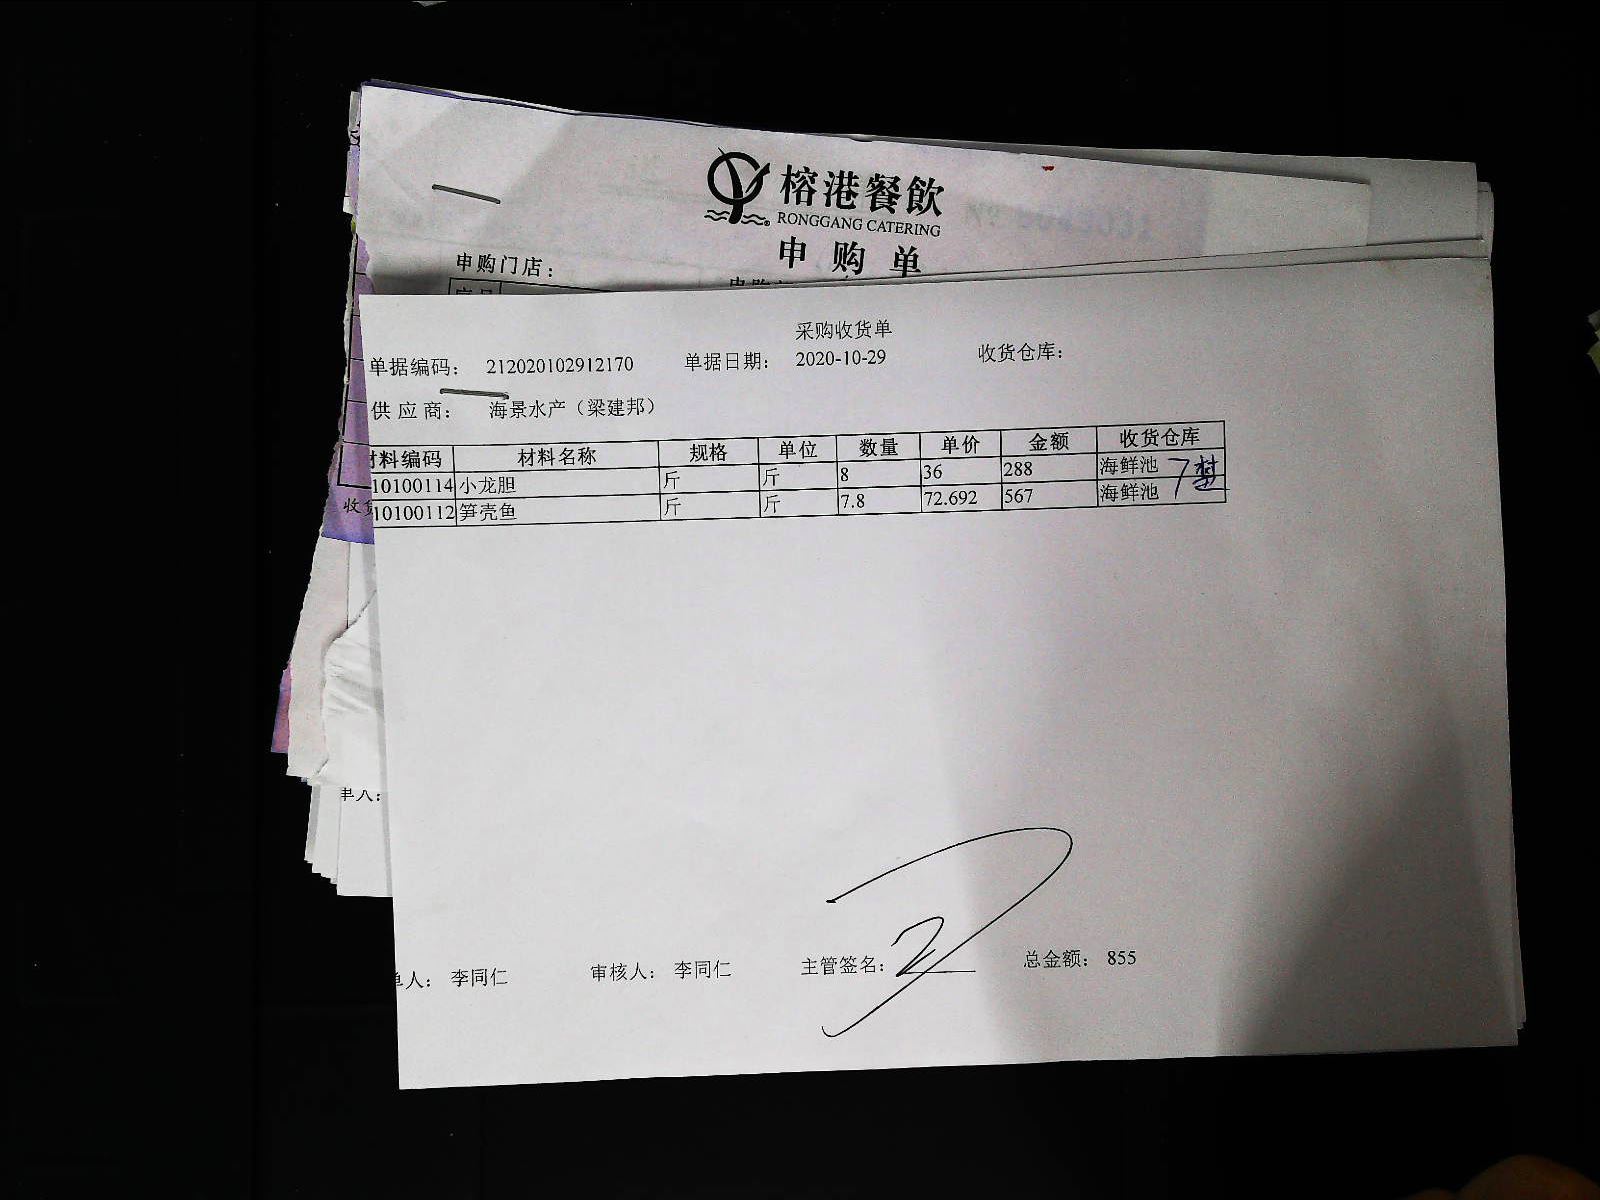 榕港餐飲
RONGGANG CATERING
申购单
申购门店：
采购收货单
单据编码： 212020102912170 单据日期： 2020-10-29 收货仓库：
供应商： 海景水产（梁建邦）
材料编码 材料名称 规格 单位 数量 单价 金额 收货仓库
10100114 小龙胆 斤 斤 8 36 288 海鲜池
10100112 笋壳鱼 斤 斤 7.8 72.692 567 海鲜池
7楼
单人：
单人： 李同仁 审核人： 李同仁 主管签名： 总金额： 855